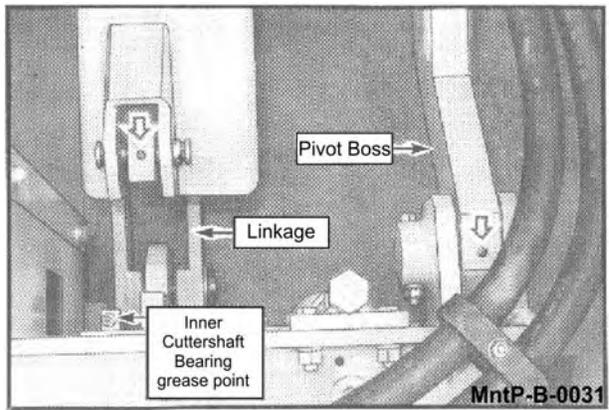 Pivot Boss
Linkage
Inner
Cuttershaft
Bearing
grease point
MntP-B-0031